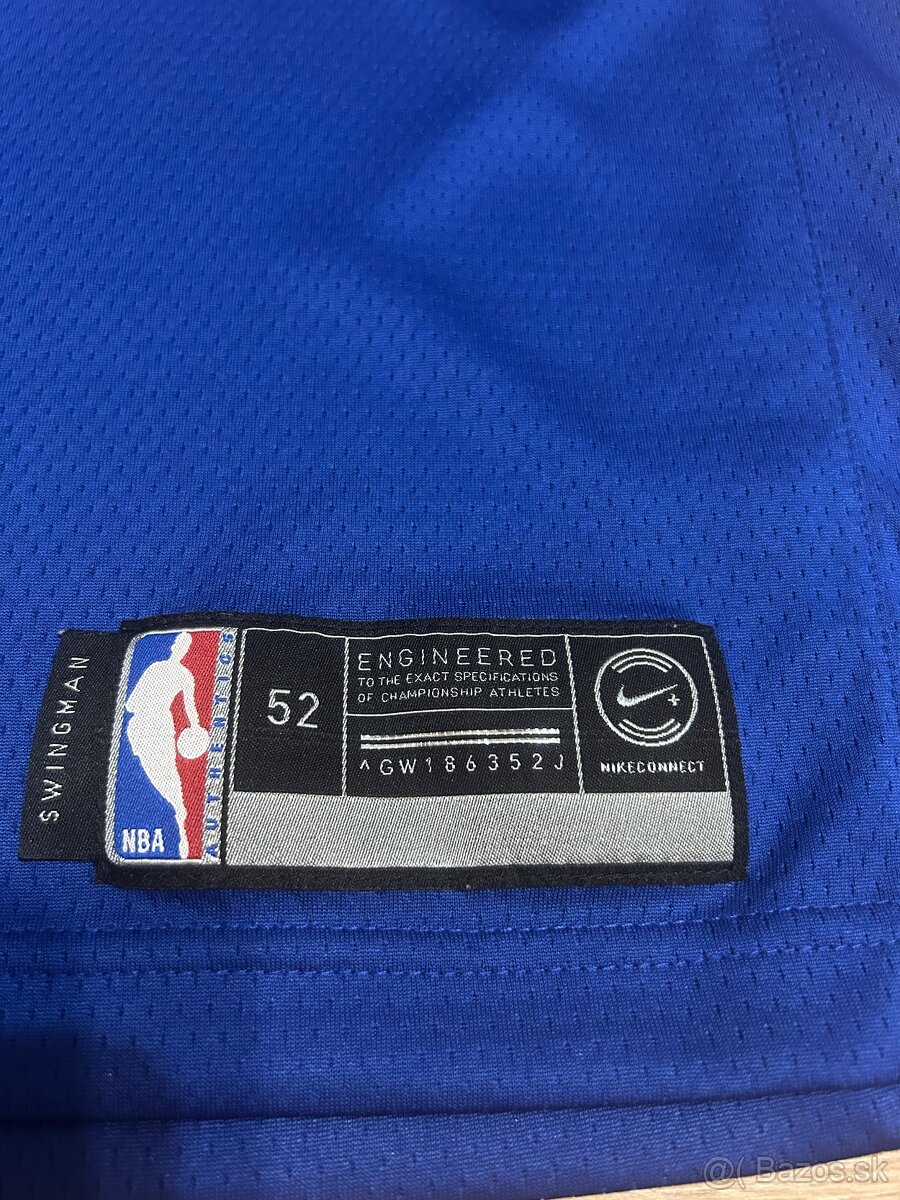 SWINGMAN
NBA
AUTHENTICS
52
ENGINEERED
TO THE EXACT SPECIFICATIONS
OF CHAMPIONSHIP ATHLETES
^GW186352J
NIKECONNECT
@( Bazos.sk